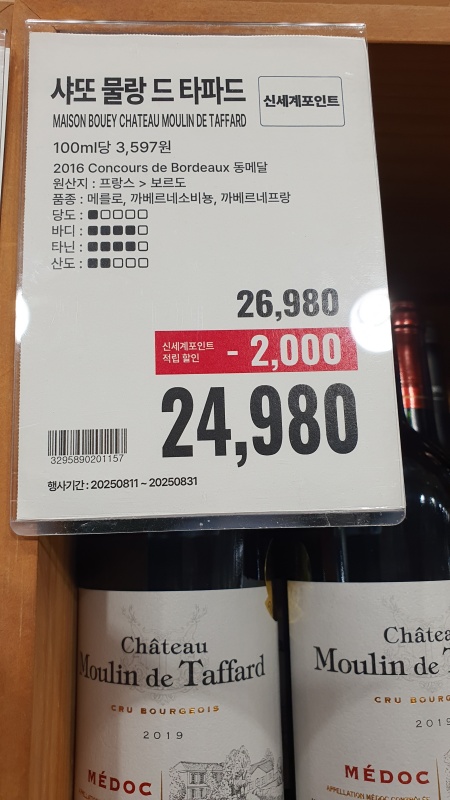 샤또 물랑 드 타파드
신세계포인트
MAISON BOUEY CHATEAU MOULIN DE TAFFARD
100ml당 3,597원
2016 Concours de Bordeaux 동메달
원산지 : 프랑스 > 보르도
품종 : 메를로, 까베르네소비뇽, 까베르네프랑
당도 : ■□□□□
바디 : ■■■■□
타닌 : ■■■■□
산도 : ■■□□□
26,980
신세계포인트
적립 할인
- 2,000
24,980
3295890201157
행사기간 : 20250811 ~ 20250831
Château
Moulin de Taffard
CRU BOURGEOIS
2019
MÉDOC
Châtea
Moulin de T
CRU BOURG
2019
MÉDOC
APPELLATION MÉDOC CONTRÔLÉE